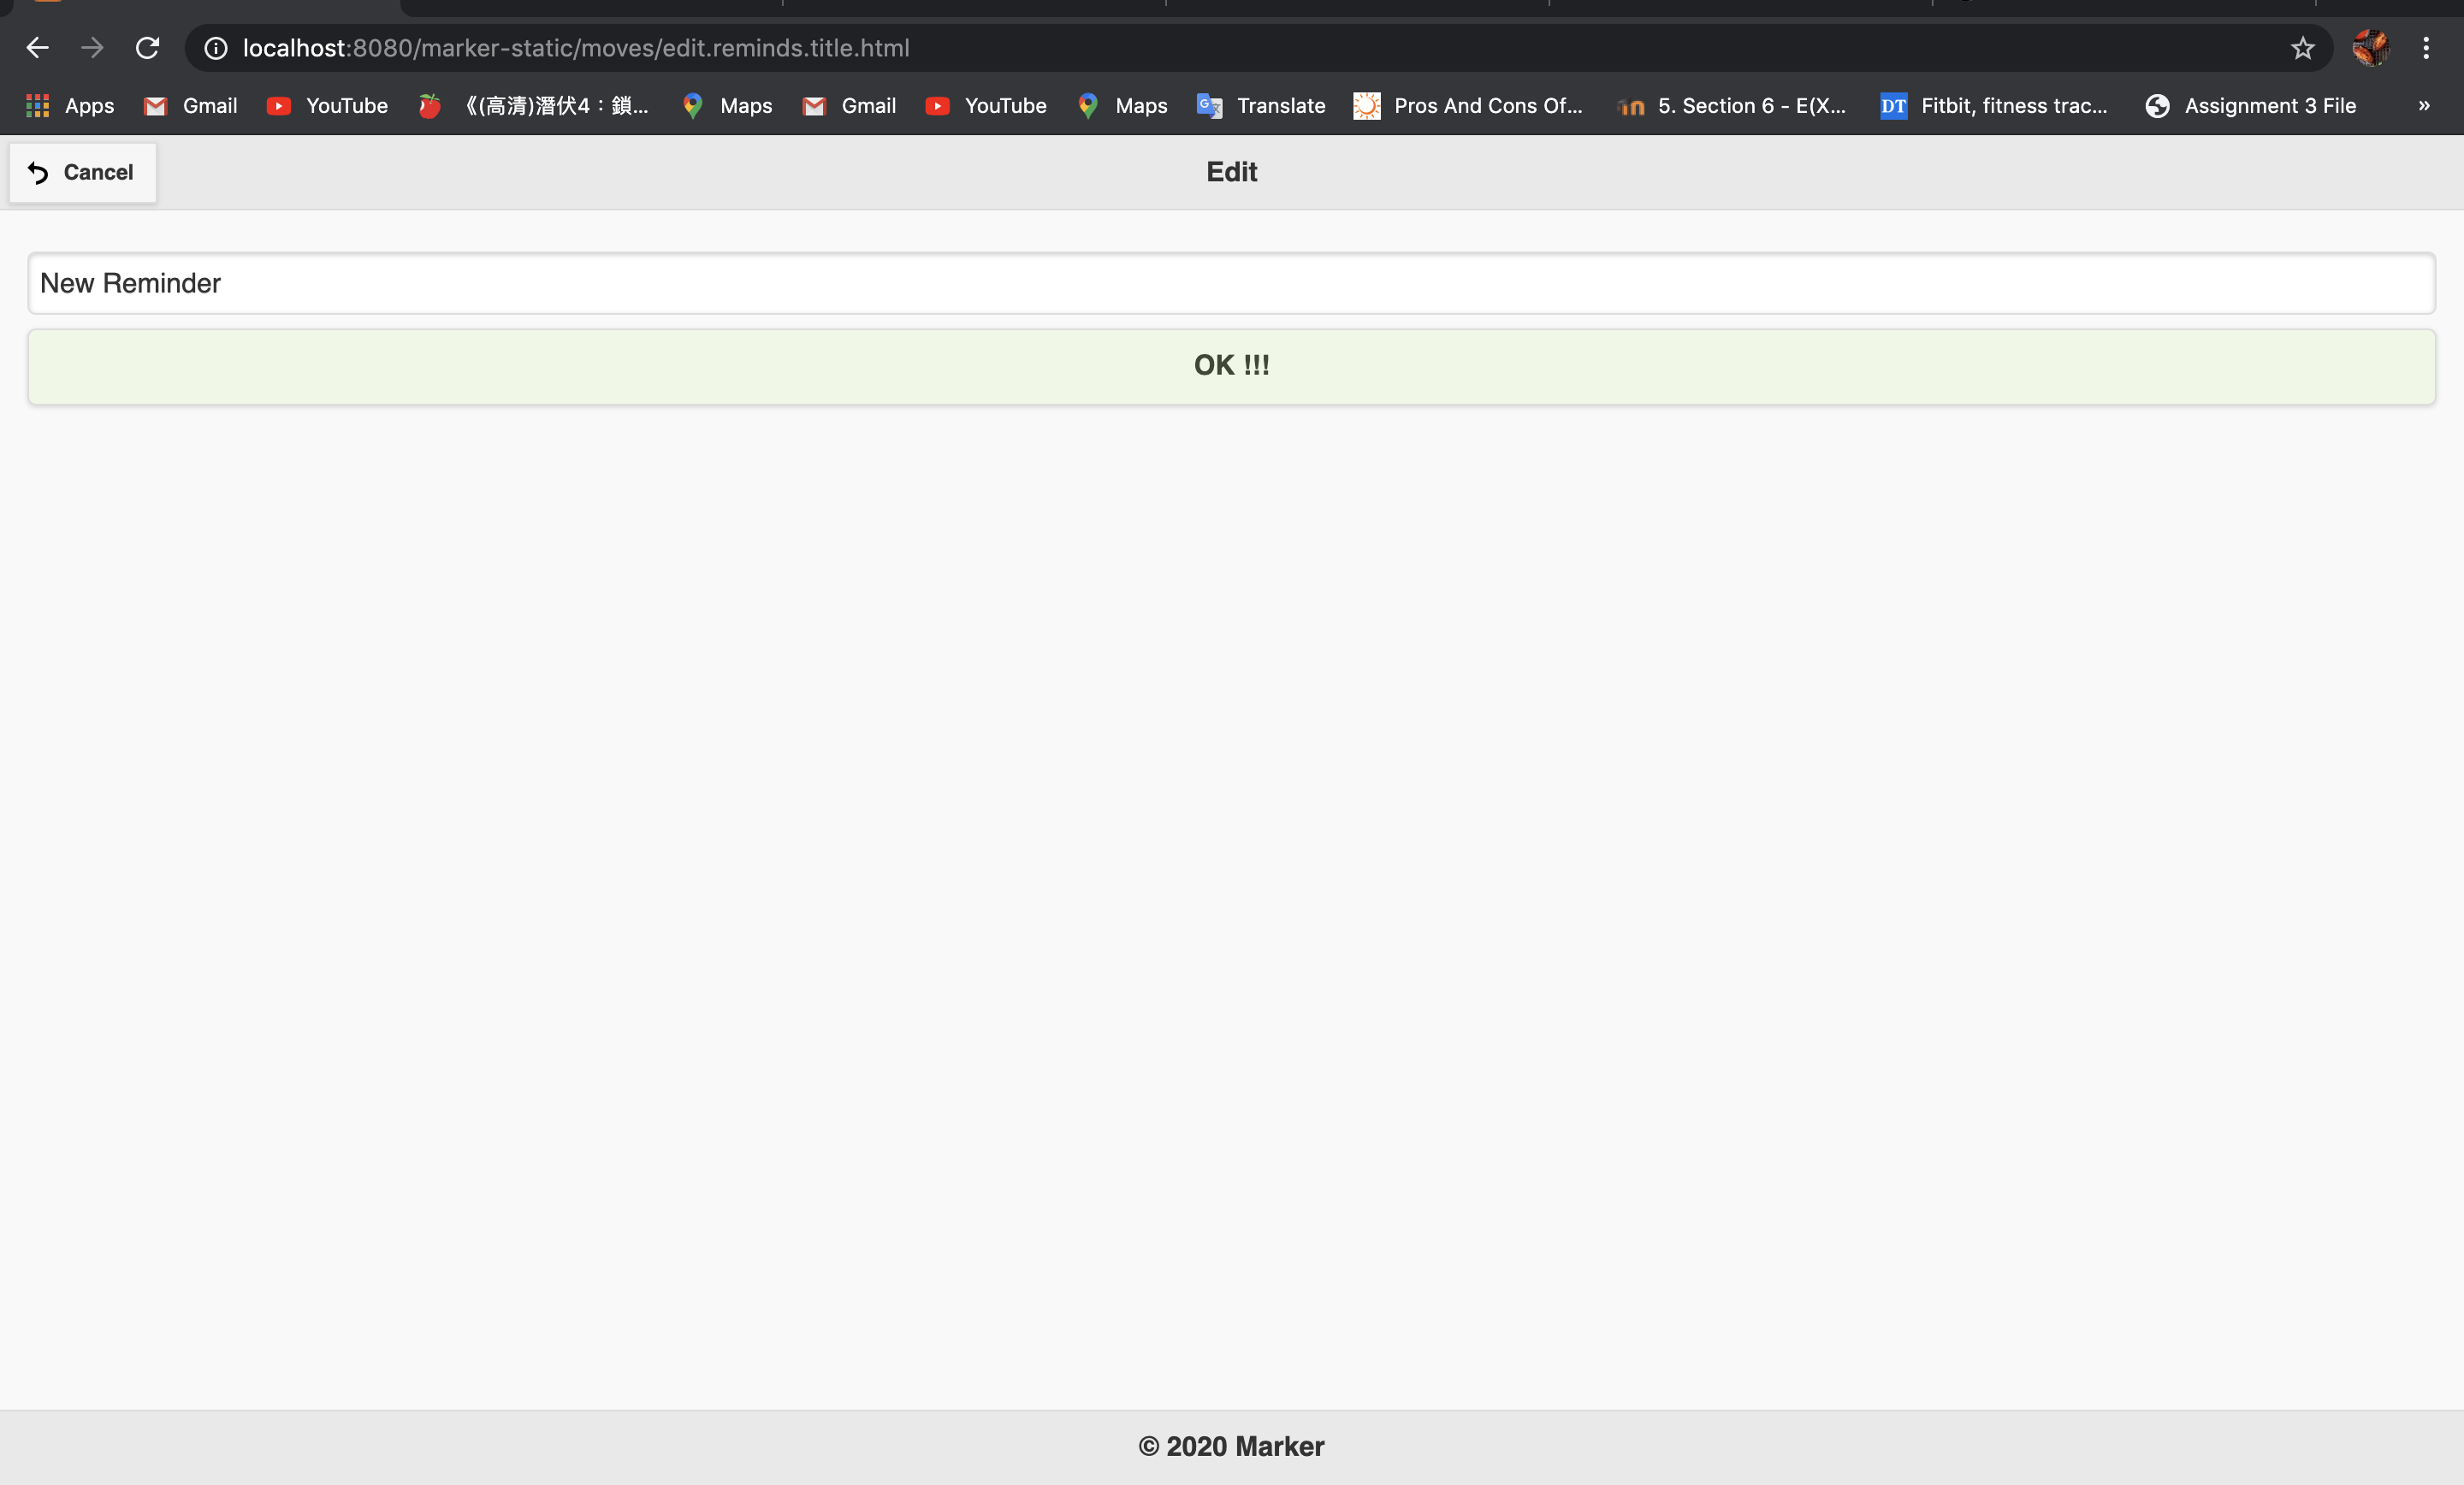 localhost:8080/marker-static/moves/edit.reminds.title.html
Apps Gmail YouTube 《(高清)潛伏4：鎖... Maps Gmail YouTube Maps Translate Pros And Cons Of... 5. Section 6 - E(X... DT Fitbit, fitness trac... Assignment 3 File »
Cancel Edit
New Reminder
OK !!!
© 2020 Marker